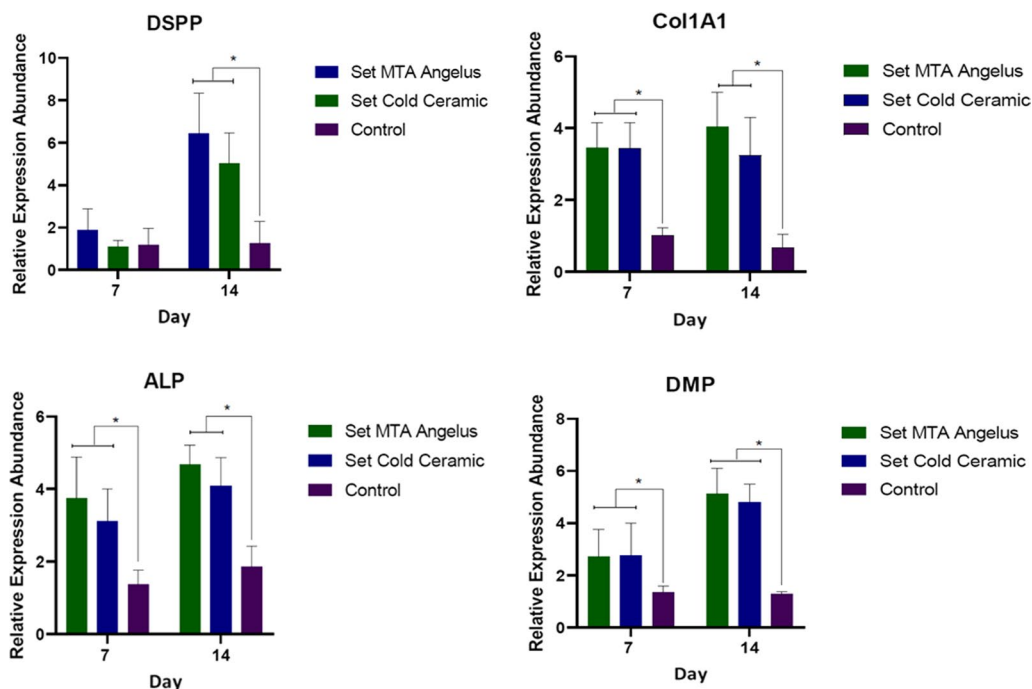 DSPP
Relative Expression Abundance
10
8
6
4
2
0
*
7
14
Day
Set MTA Angelus
Set Cold Ceramic
Control
Col1A1
Relative Expression Abundance
6
4
2
0
*
*
7
14
Day
Set MTA Angelus
Set Cold Ceramic
Control
ALP
Relative Expression Abundance
6
4
2
0
*
*
7
14
Day
Set MTA Angelus
Set Cold Ceramic
Control
DMP
Relative Expression Abundance
8
6
4
2
0
*
*
7
14
Day
Set MTA Angelus
Set Cold Ceramic
Control